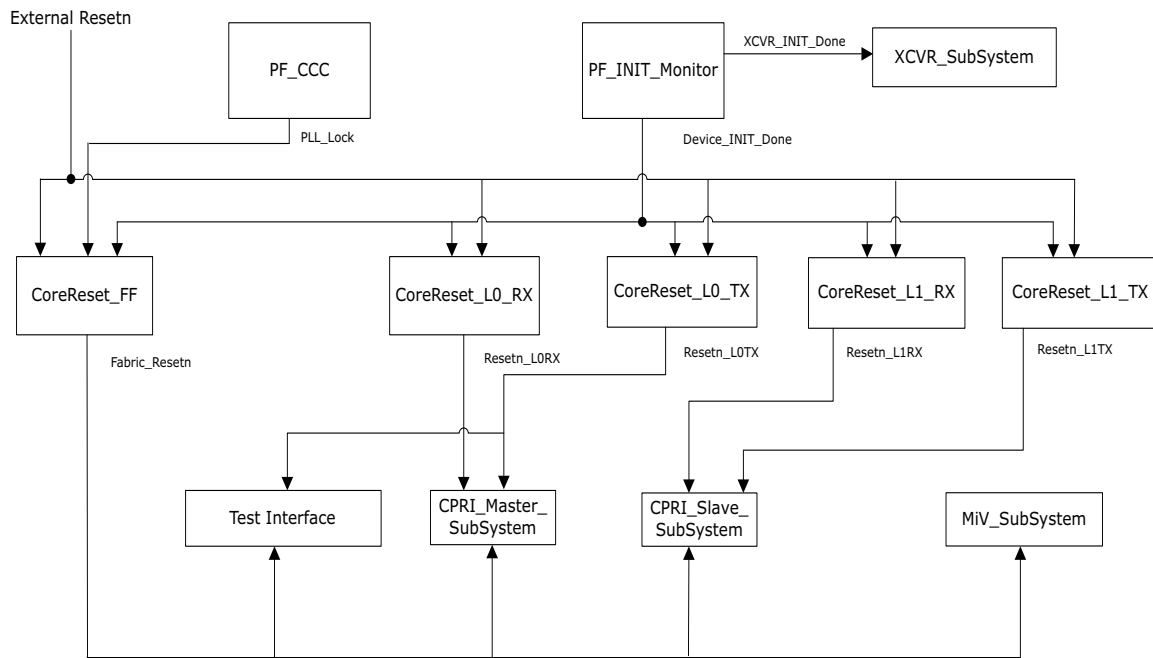 External Resetn
PF_CCC
PF_INIT_Monitor
XCVR_INIT_Done
XCVR_SubSystem
PLL_Lock
Device_INIT_Done
CoreReset_FF
CoreReset_L0_RX
CoreReset_L0_TX
CoreReset_L1_RX
CoreReset_L1_TX
Fabric_Resetn
Resetn_L0RX
Resetn_L0TX
Resetn_L1RX
Resetn_L1TX
Test Interface
CPRI_Master_
SubSystem
CPRI_Slave_
SubSystem
MiV_SubSystem